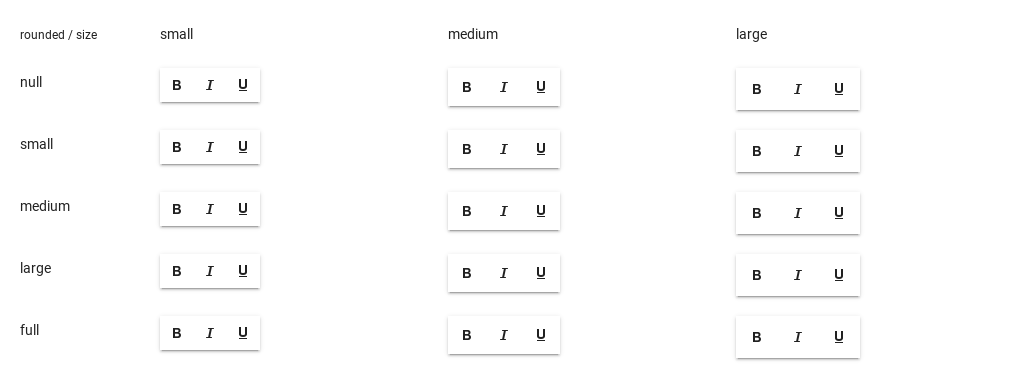 rounded / size small medium large
null B I U B I U B I U
small B I U B I U B I U
medium B I U B I U B I U
large B I U B I U B I U
full B I U B I U B I U